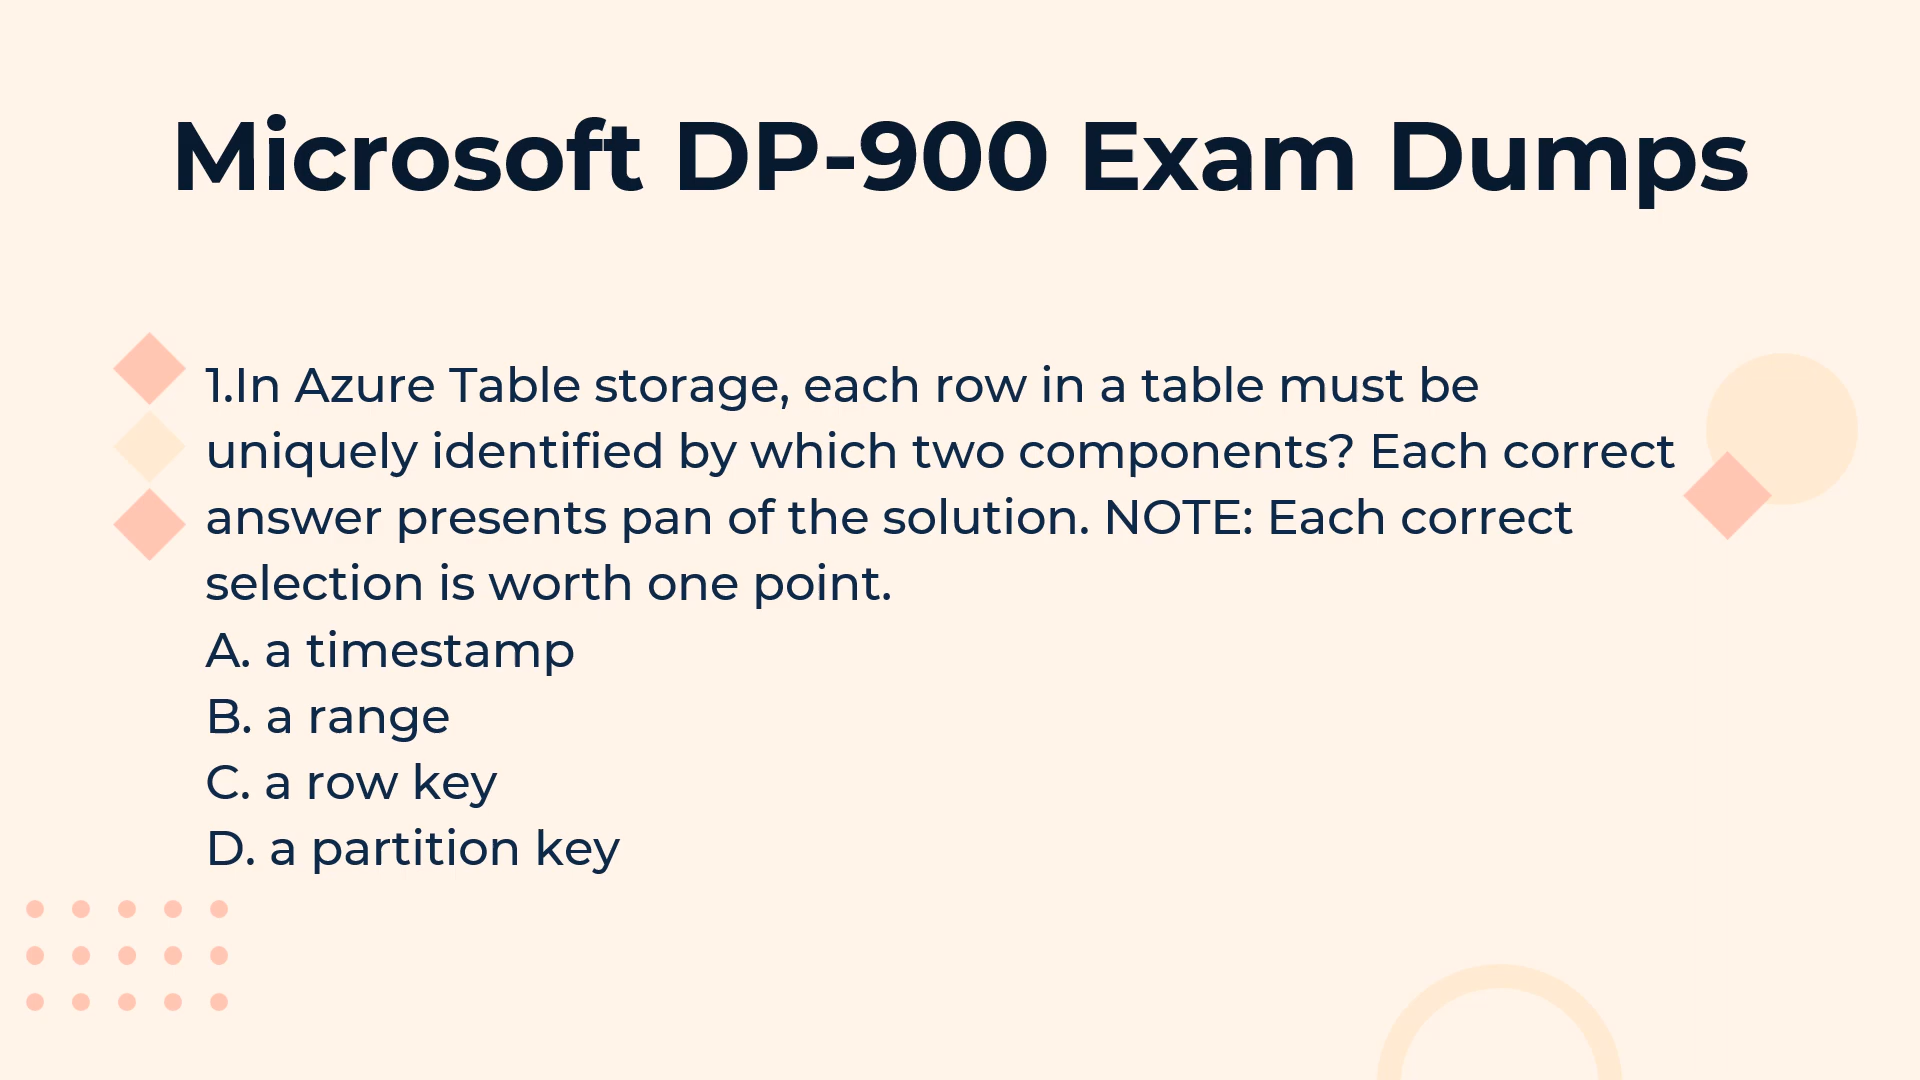 Microsoft DP-900 Exam Dumps
1.In Azure Table storage, each row in a table must be
uniquely identified by which two components? Each correct
answer presents pan of the solution. NOTE: Each correct
selection is worth one point.
A. a timestamp
B. a range
C. a row key
D. a partition key